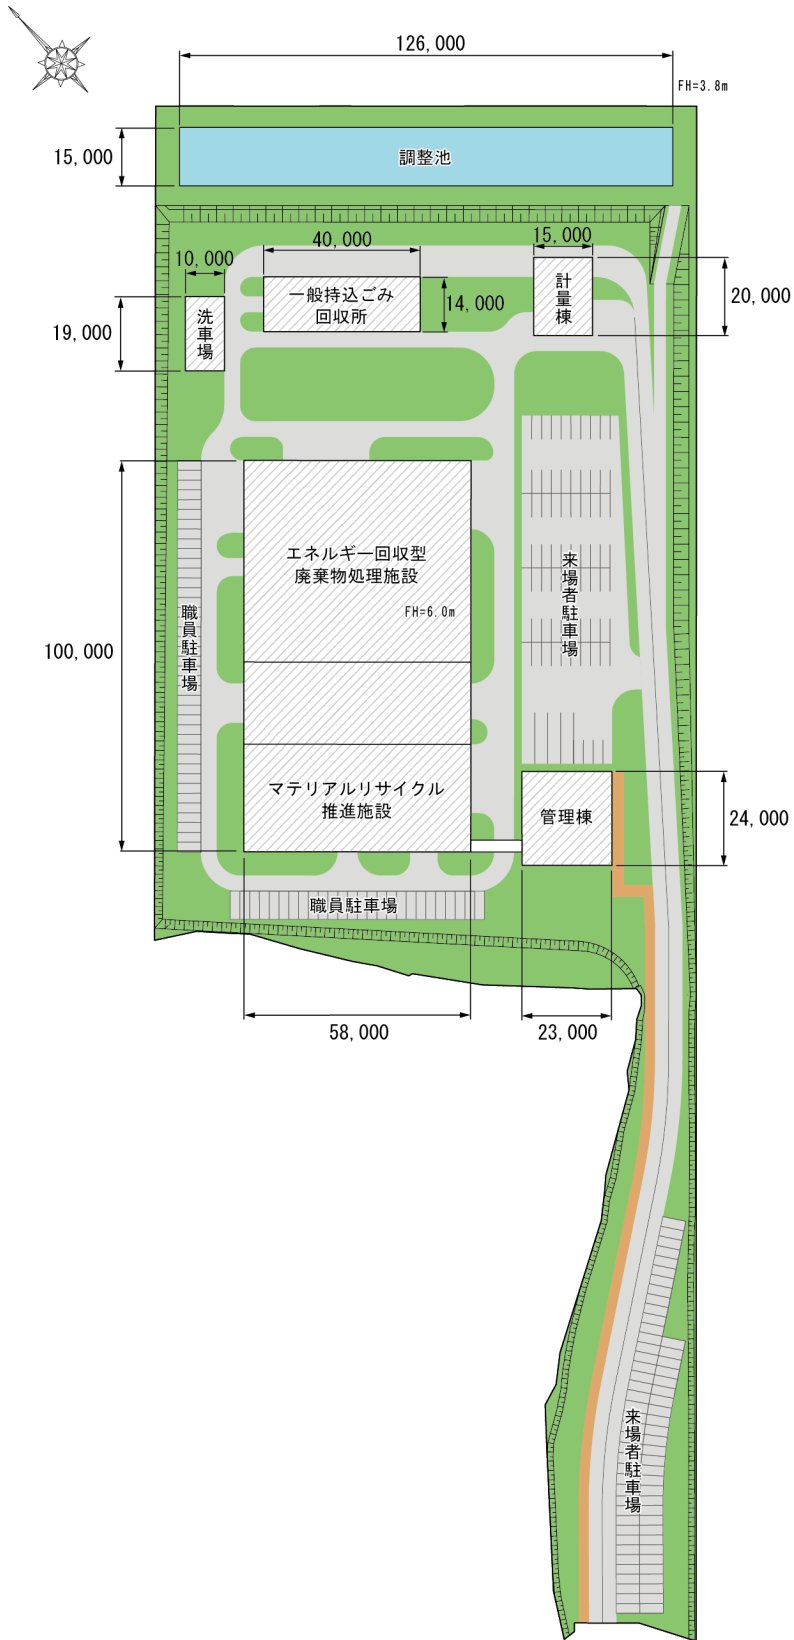 126,000
FH=3.8m
15,000
調整池
15,000
40,000
10,000
20,000
一般持込ごみ
回収所
14,000
計量棟
19,000
洗車場
エネルギー回収型
廃棄物処理施設
FH=6.0m
来場者駐車場
職員駐車場
100,000
マテリアルリサイクル
推進施設
管理棟
24,000
職員駐車場
58,000
23,000
来場者駐車場